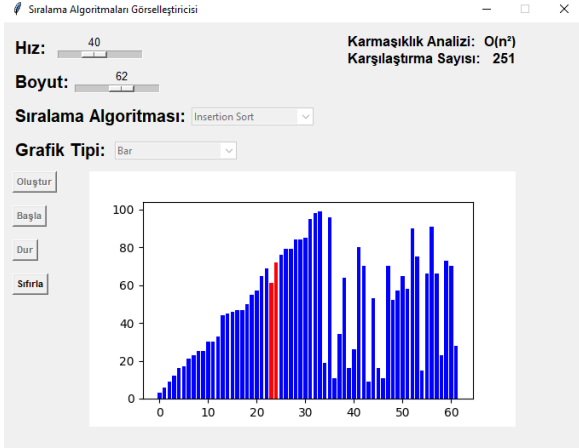 Sıralama Algoritmaları Görselleştiricisi
Hız: 40
Karmaşıklık Analizi: O(n²)
Karşılaştırma Sayısı: 251
Boyut: 62
Sıralama Algoritması: Insertion Sort
Grafik Tipi: Bar
Oluştur
Başla
Dur
Sıfırla
100
80
60
40
20
0
0 10 20 30 40 50 60